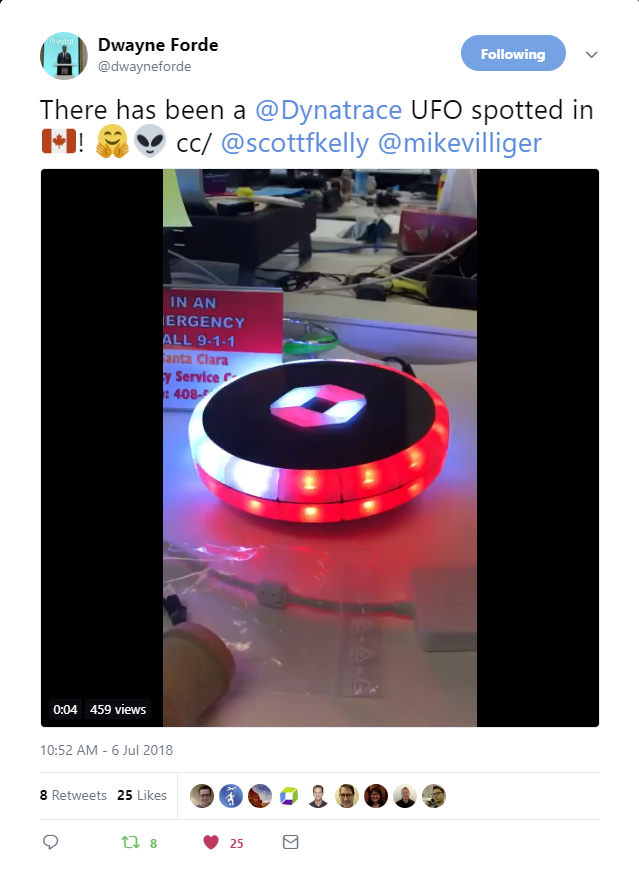 Dwayne Forde
@dwayneforde
Following
There has been a @Dynatrace UFO spotted in
🇨🇦! 🤗👽 cc/ @scottfkelly @mikevilliger
IN AN
ERGENCY
ALL 9-1-1
anta Clara
y Service
: 408-
0:04 459 views
10:52 AM - 6 Jul 2018
8 Retweets 25 Likes
8 25